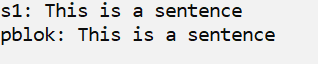 s1: This is a sentence
pblok: This is a sentence